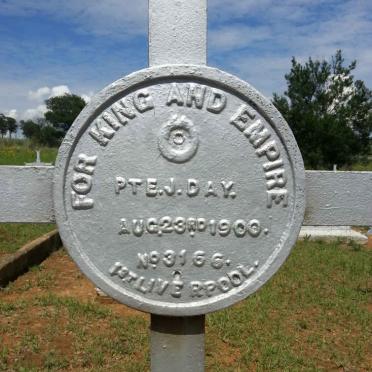 FOR KING AND EMPIRE
PTE. J. DAY.
AUG. 23RD 1900.
NO 3166.
1ST LIVERPOOL.